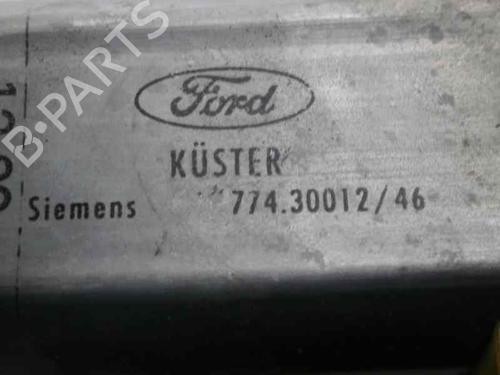 Ford
KÜSTER
Siemens 774.30012/46
B-PARTS